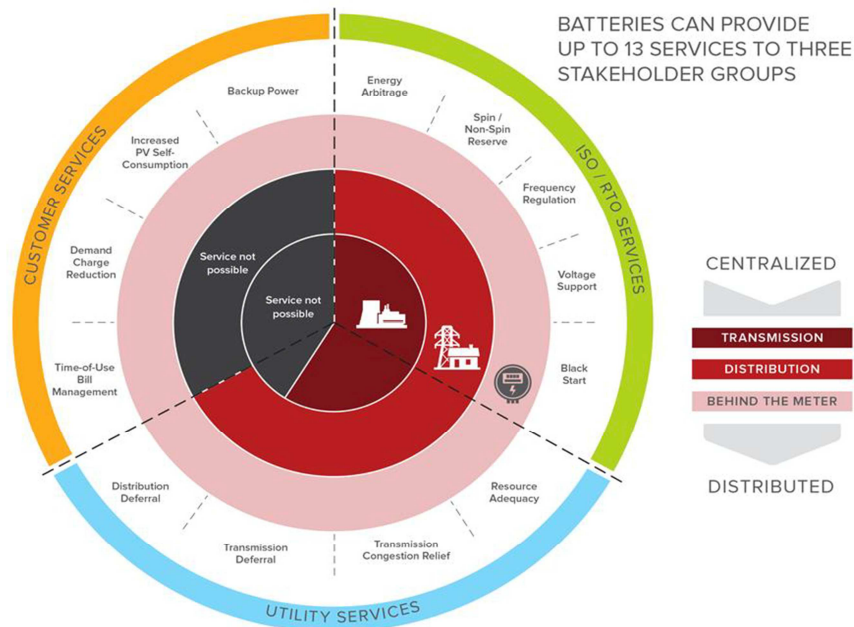 BATTERIES CAN PROVIDE
UP TO 13 SERVICES TO THREE
STAKEHOLDER GROUPS
CUSTOMER SERVICES
ISO / RTO SERVICES
UTILITY SERVICES
Backup Power
Increased
PV Self-
Consumption
Demand
Charge
Reduction
Time-of-Use
Bill
Management
Energy
Arbitrage
Spin /
Non-Spin
Reserve
Frequency
Regulation
Voltage
Support
Black
Start
Resource
Adequacy
Transmission
Congestion Relief
Transmission
Deferral
Distribution
Deferral
Service not
possible
Service not
possible
CENTRALIZED
TRANSMISSION
DISTRIBUTION
BEHIND THE METER
DISTRIBUTED